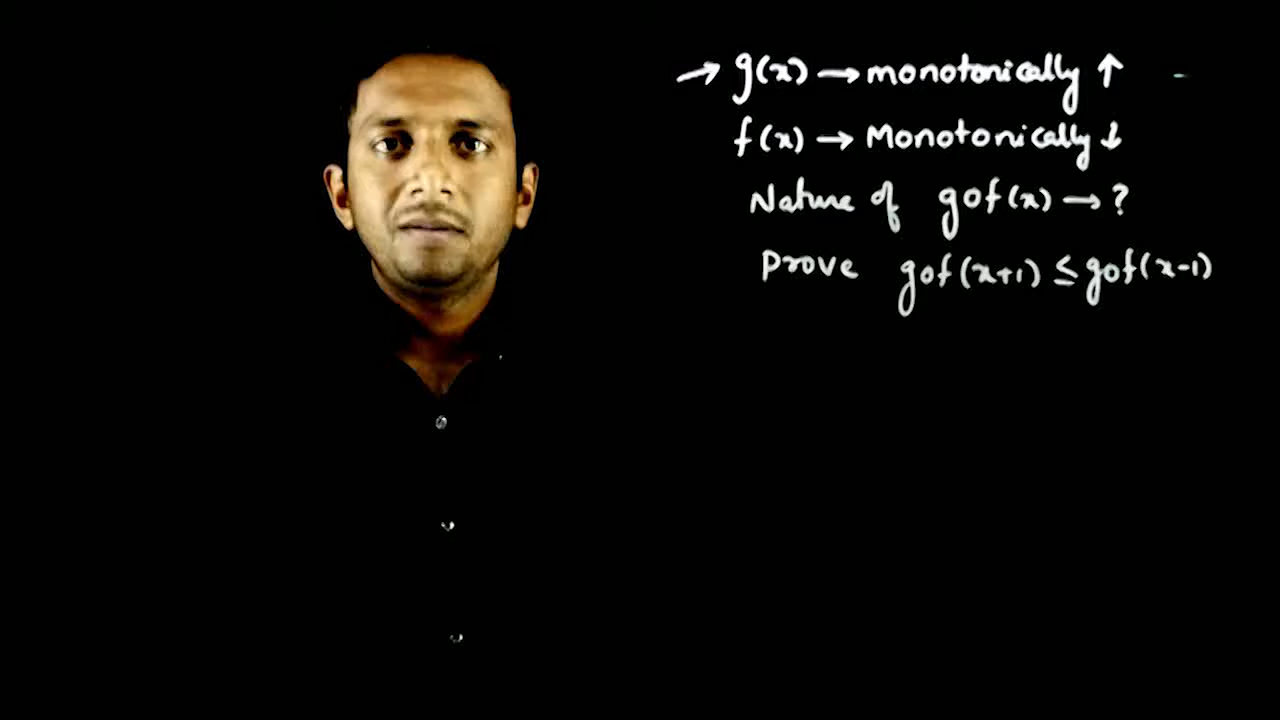 → g(x) → monotonically ↑
f(x) → Monotonically ↓
Nature of gof(x) → ?
Prove gof(x+1) ≤ gof(x-1)